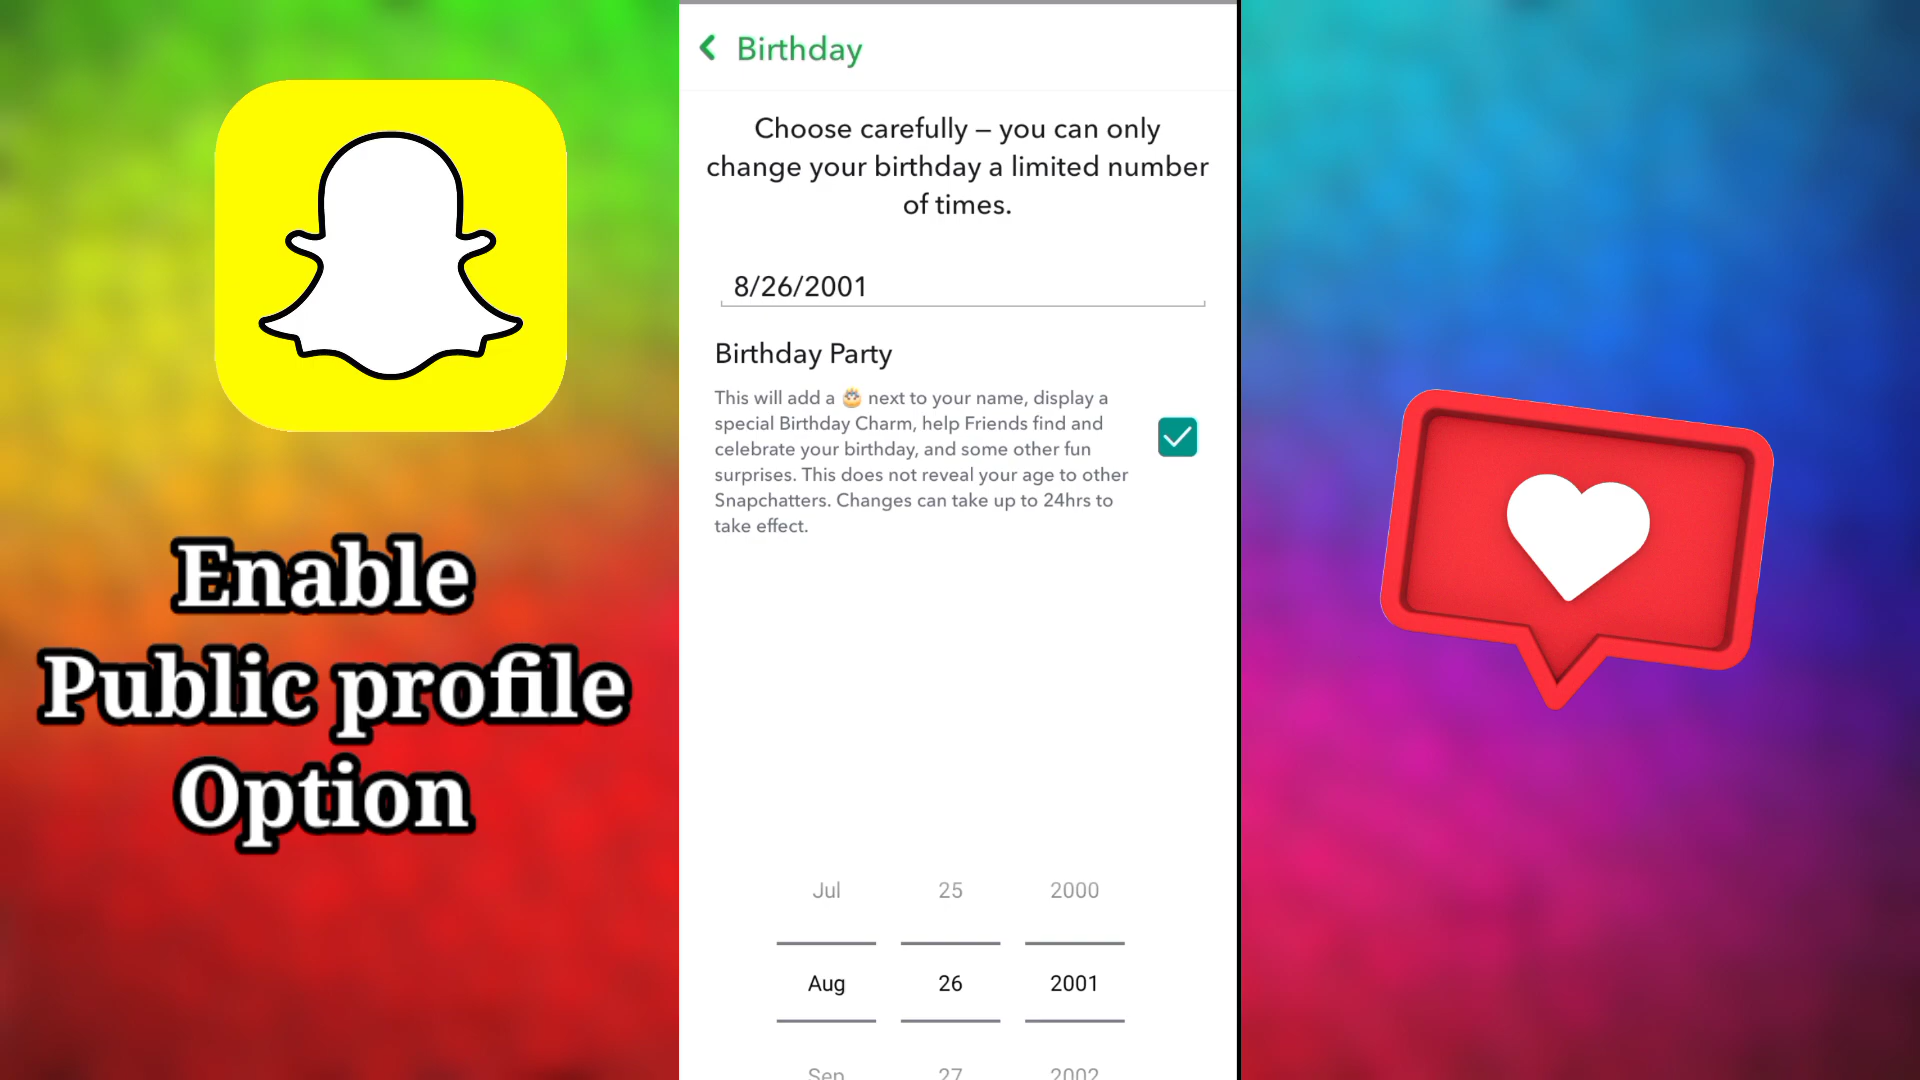 Enable
Public profile
Option
Birthday
Choose carefully – you can only
change your birthday a limited number
of times.
8/26/2001
Birthday Party
This will add a 🎂 next to your name, display a
special Birthday Charm, help Friends find and
celebrate your birthday, and some other fun
surprises. This does not reveal your age to other
Snapchatters. Changes can take up to 24hrs to
take effect.
Jul 25 2000
Aug 26 2001
Sep 27 2002